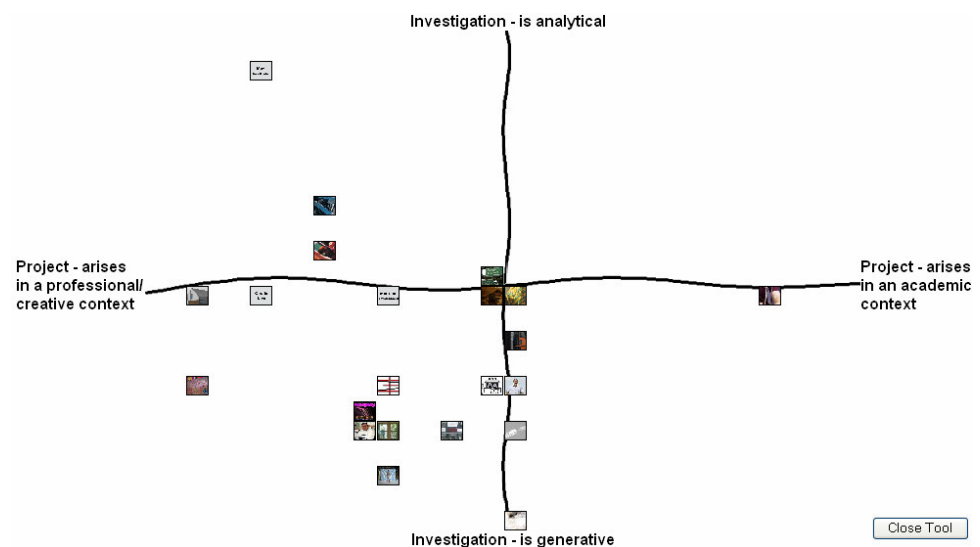 Investigation - is analytical
Project - arises
in a professional/
creative context
Project - arises
in an academic
context
Investigation - is generative
Close Tool